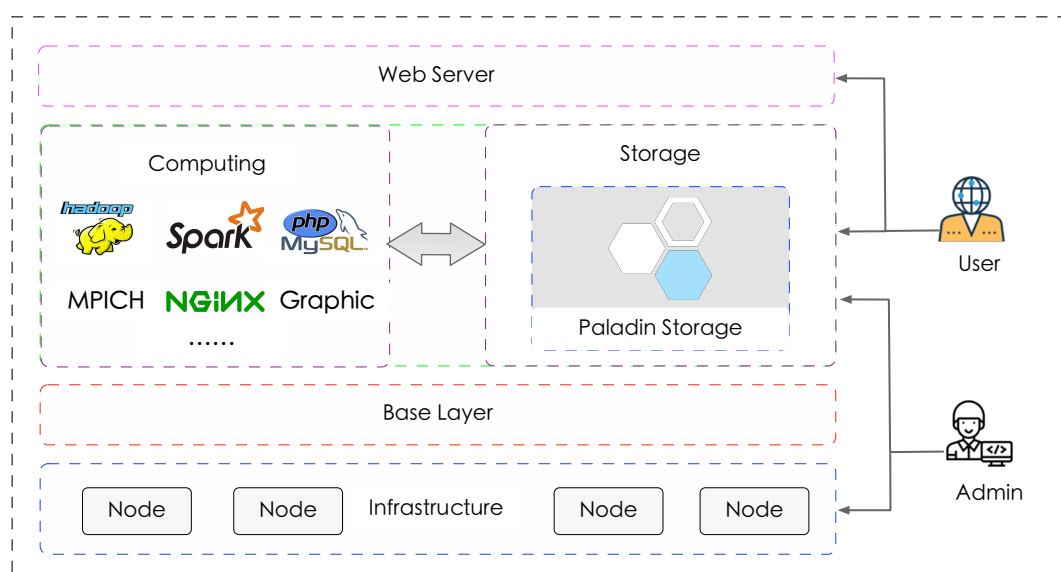 Web Server
Computing
Storage
hadoop
Spark
php
MySQL
MPICH
NGiNX
Graphic
......
Paladin Storage
User
Base Layer
Admin
</>
Node
Node
Infrastructure
Node
Node